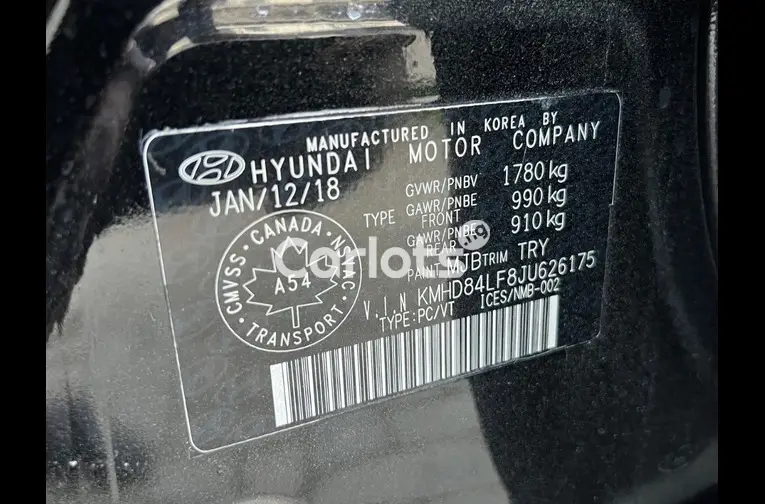 MANUFACTURED IN KOREA BY
HYUNDAI MOTOR COMPANY
JAN/12/18
GVWR/PNBV 1780 kg
TYPE GAWR/PNBE FRONT 990 kg
GAWR/PNBE REAR 910 kg
PAINT MJB TRIM TRY
V.I.N KMHD84LF8JU626175
TYPE:PC/VT ICES/NMB-002
CANADA
CMVSS · NSVAC
A54
TRANSPORT
Carlots.ng